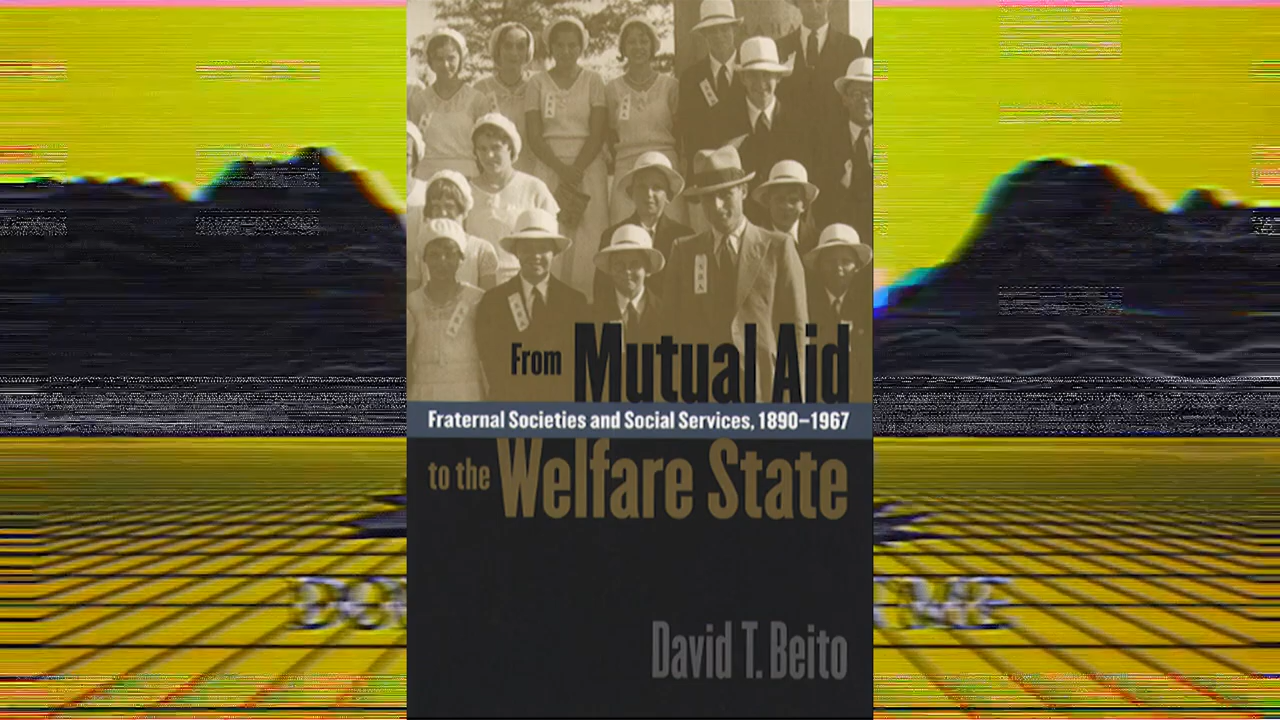 From Mutual Aid
Fraternal Societies and Social Services, 1890–1967
to the Welfare State
David T. Beito